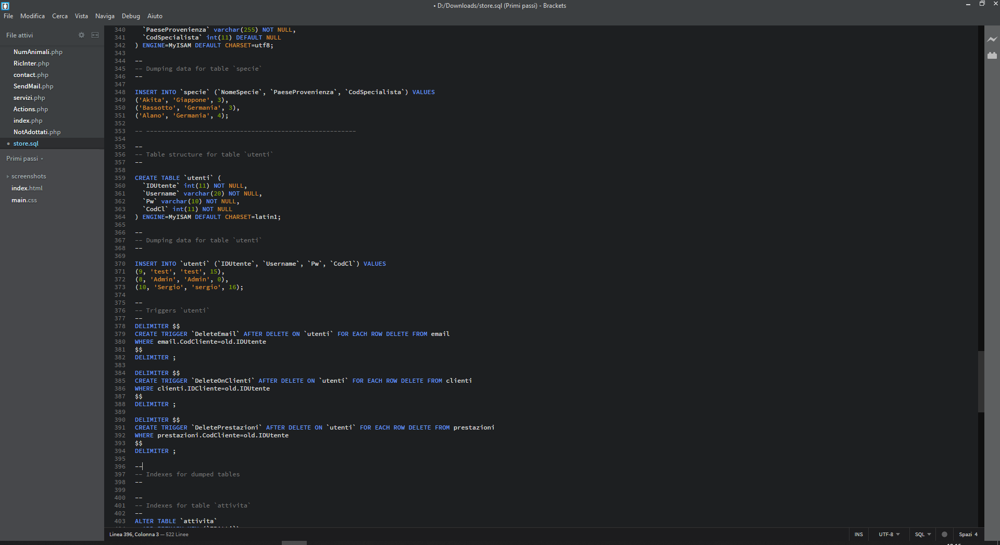 • D:/Downloads/store.sql (Primi passi) - Brackets
File Modifica Cerca Vista Naviga Debug Aiuto
File attivi
NumAnimali.php
RicInter.php
contact.php
SendMail.php
servizi.php
Actions.php
index.php
NotAdottati.php
store.sql
Primi passi
screenshots
index.html
main.css
340 `PaeseProvenienza` varchar(255) NOT NULL,
341 `CodSpecialista` int(11) DEFAULT NULL
342 ) ENGINE=MyISAM DEFAULT CHARSET=utf8;
343
344 --
345 -- Dumping data for table `specie`
346 --
347
348 INSERT INTO `specie` (`NomeSpecie`, `PaeseProvenienza`, `CodSpecialista`) VALUES
349 ('Akita', 'Giappone', 3),
350 ('Bassotto', 'Germania', 3),
351 ('Alano', 'Germania', 4);
352
353 -- --------------------------------------------------------
354
355 --
356 -- Table structure for table `utenti`
357 --
358
359 CREATE TABLE `utenti` (
360 `IDUtente` int(11) NOT NULL,
361 `Username` varchar(20) NOT NULL,
362 `Pw` varchar(10) NOT NULL,
363 `CodCl` int(11) NOT NULL
364 ) ENGINE=MyISAM DEFAULT CHARSET=latin1;
365
366 --
367 -- Dumping data for table `utenti`
368 --
369
370 INSERT INTO `utenti` (`IDUtente`, `Username`, `Pw`, `CodCl`) VALUES
371 (9, 'test', 'test', 15),
372 (8, 'Admin', 'Admin', 0),
373 (10, 'Sergio', 'sergio', 16);
374
375 --
376 -- Triggers `utenti`
377 --
378 DELIMITER $$
379 CREATE TRIGGER `DeleteEmail` AFTER DELETE ON `utenti` FOR EACH ROW DELETE FROM email
380 WHERE email.CodCliente=old.IDUtente
381 $$
382 DELIMITER ;
383
384 DELIMITER $$
385 CREATE TRIGGER `DeleteOnClienti` AFTER DELETE ON `utenti` FOR EACH ROW DELETE FROM clienti
386 WHERE clienti.IDCliente=old.IDUtente
387 $$
388 DELIMITER ;
389
390 DELIMITER $$
391 CREATE TRIGGER `DeletePrestazioni` AFTER DELETE ON `utenti` FOR EACH ROW DELETE FROM prestazioni
392 WHERE prestazioni.CodCliente=old.IDUtente
393 $$
394 DELIMITER ;
395
396 --
397 -- Indexes for dumped tables
398 --
399
400 --
401 -- Indexes for table `attivita`
402 --
403 ALTER TABLE `attivita`
Linea 396, Colonna 3 — 522 Linee
INS UTF-8 SQL Spazi 4